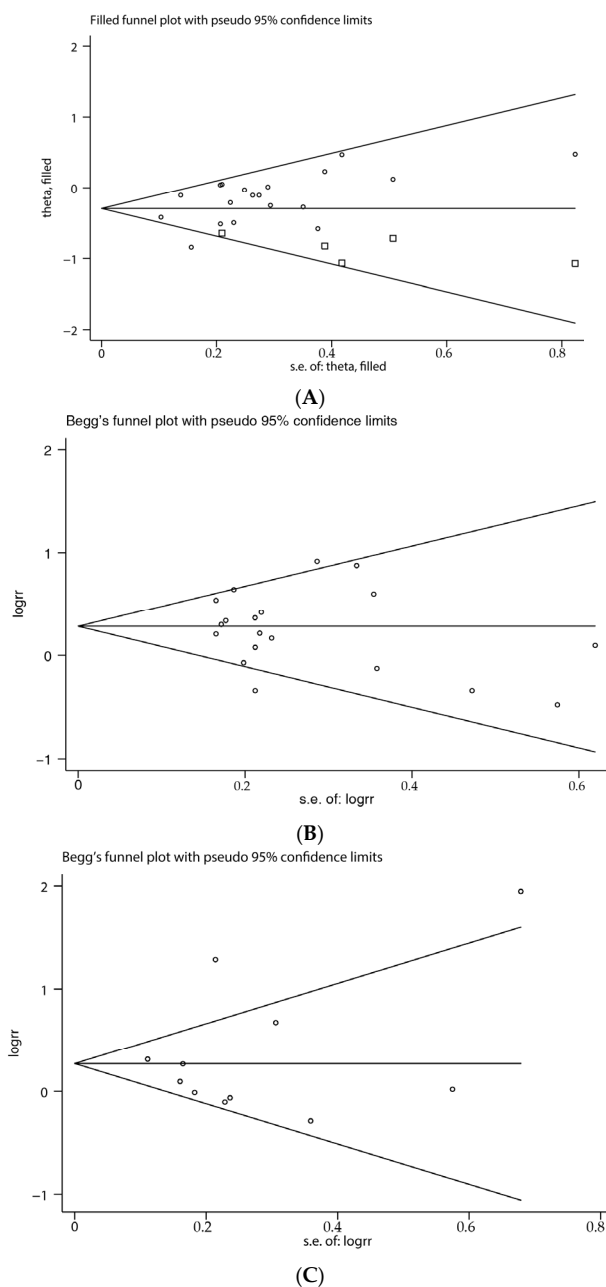 Filled funnel plot with pseudo 95% confidence limits
2
1
0
−1
−2
theta, filled
0 0.2 0.4 0.6 0.8
s.e. of: theta, filled
(A)
Begg's funnel plot with pseudo 95% confidence limits
2
1
0
−1
logrr
0 0.2 0.4 0.6
s.e. of: logrr
(B)
Begg's funnel plot with pseudo 95% confidence limits
2
1
0
−1
logrr
0 0.2 0.4 0.6 0.8
s.e. of: logrr
(C)